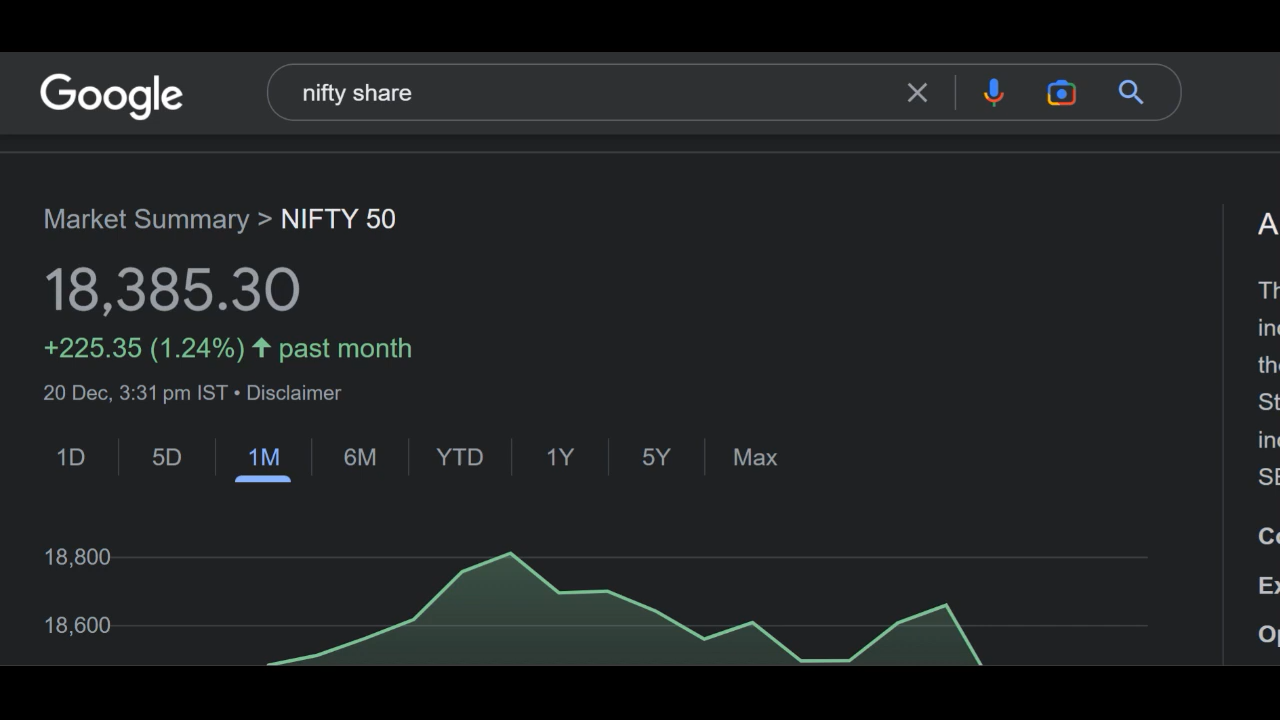 Google
nifty share
Market Summary > NIFTY 50
18,385.30
+225.35 (1.24%) ↑ past month
20 Dec, 3:31 pm IST • Disclaimer
1D 5D 1M 6M YTD 1Y 5Y Max
18,800
18,600